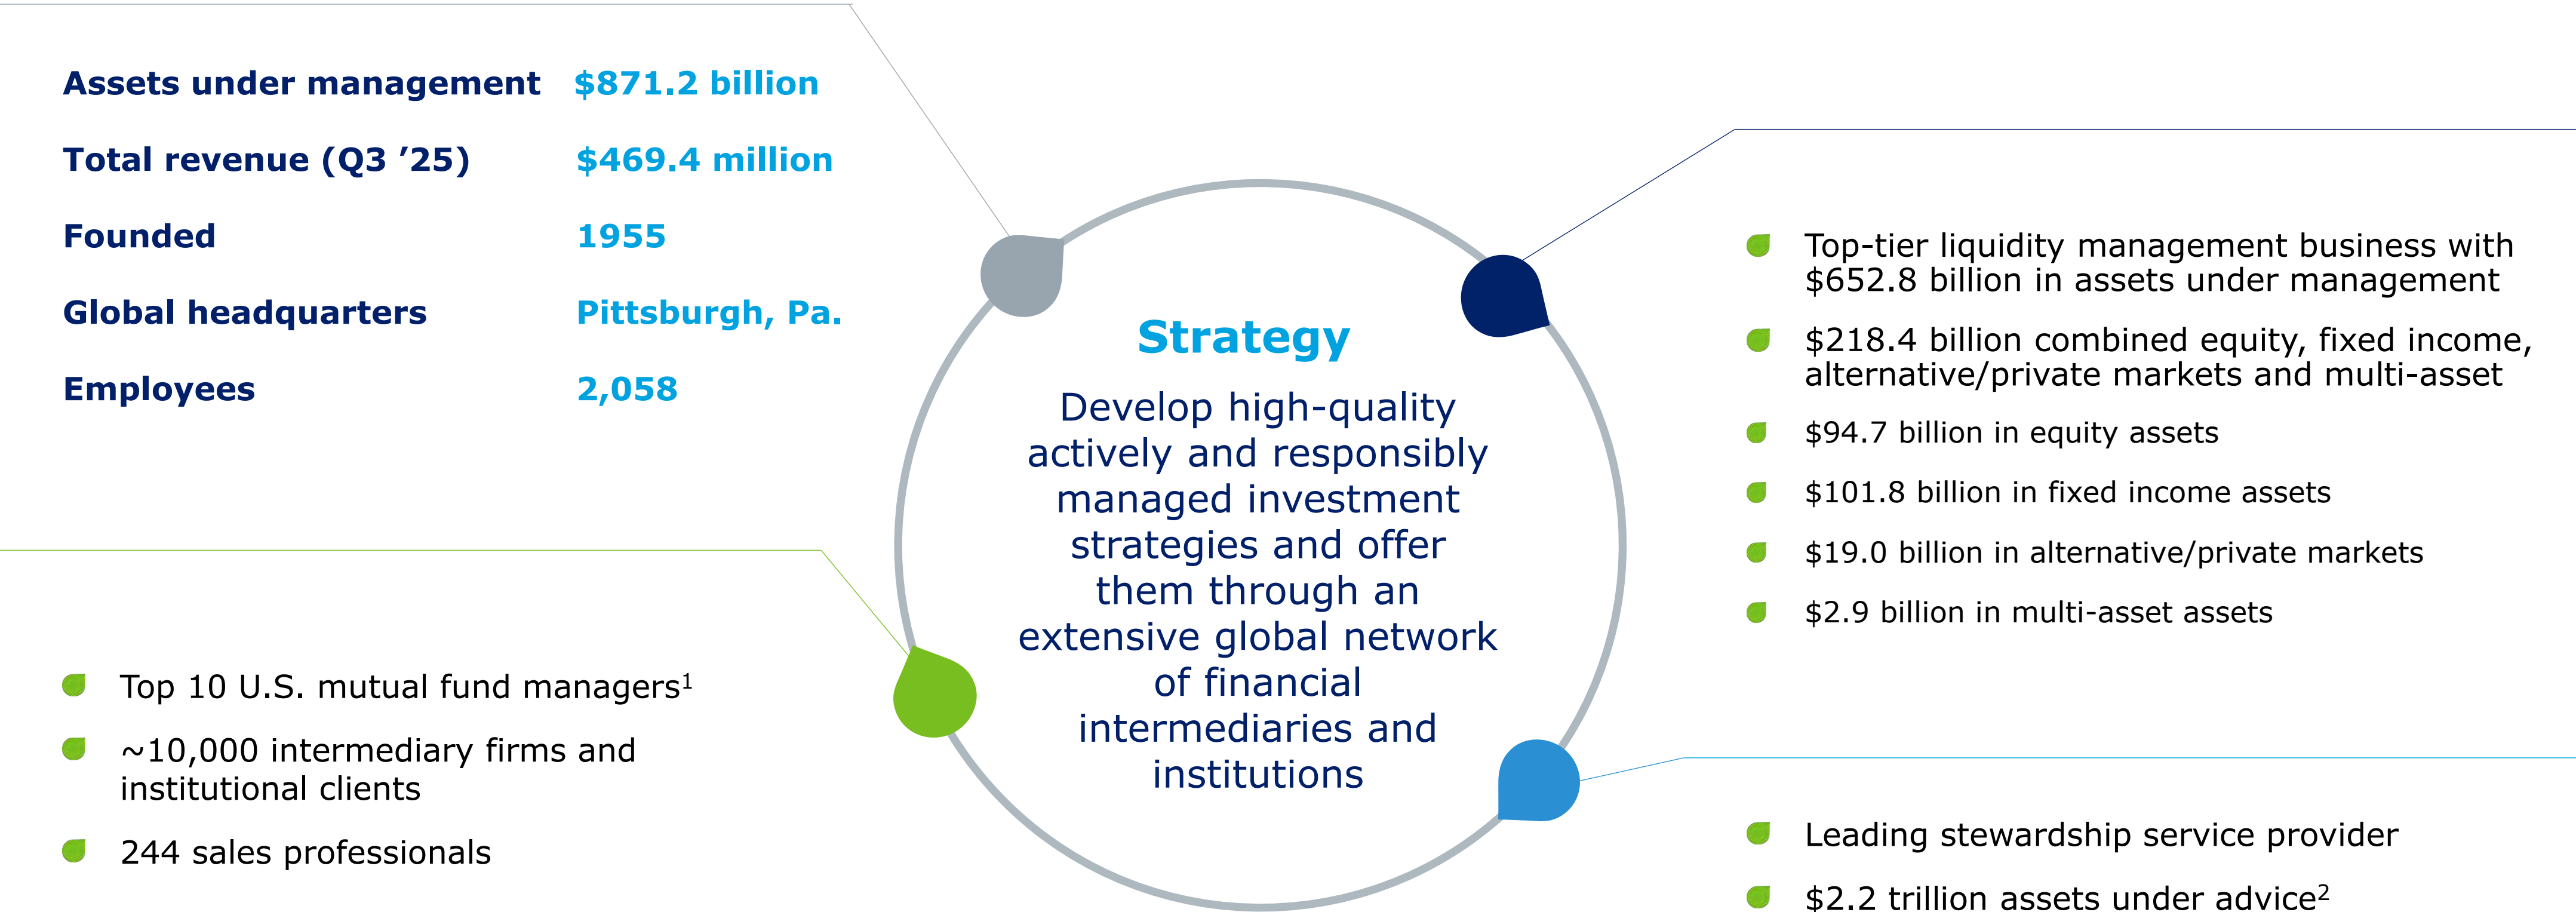 Assets under management $871.2 billion
Total revenue (Q3 ’25) $469.4 million
Founded 1955
Global headquarters Pittsburgh, Pa.
Employees 2,058
Top 10 U.S. mutual fund managers¹
~10,000 intermediary firms and
institutional clients
244 sales professionals
Strategy
Develop high-quality
actively and responsibly
managed investment
strategies and offer
them through an
extensive global network
of financial
intermediaries and
institutions
Top-tier liquidity management business with
$652.8 billion in assets under management
$218.4 billion combined equity, fixed income,
alternative/private markets and multi-asset
$94.7 billion in equity assets
$101.8 billion in fixed income assets
$19.0 billion in alternative/private markets
$2.9 billion in multi-asset assets
Leading stewardship service provider
$2.2 trillion assets under advice²